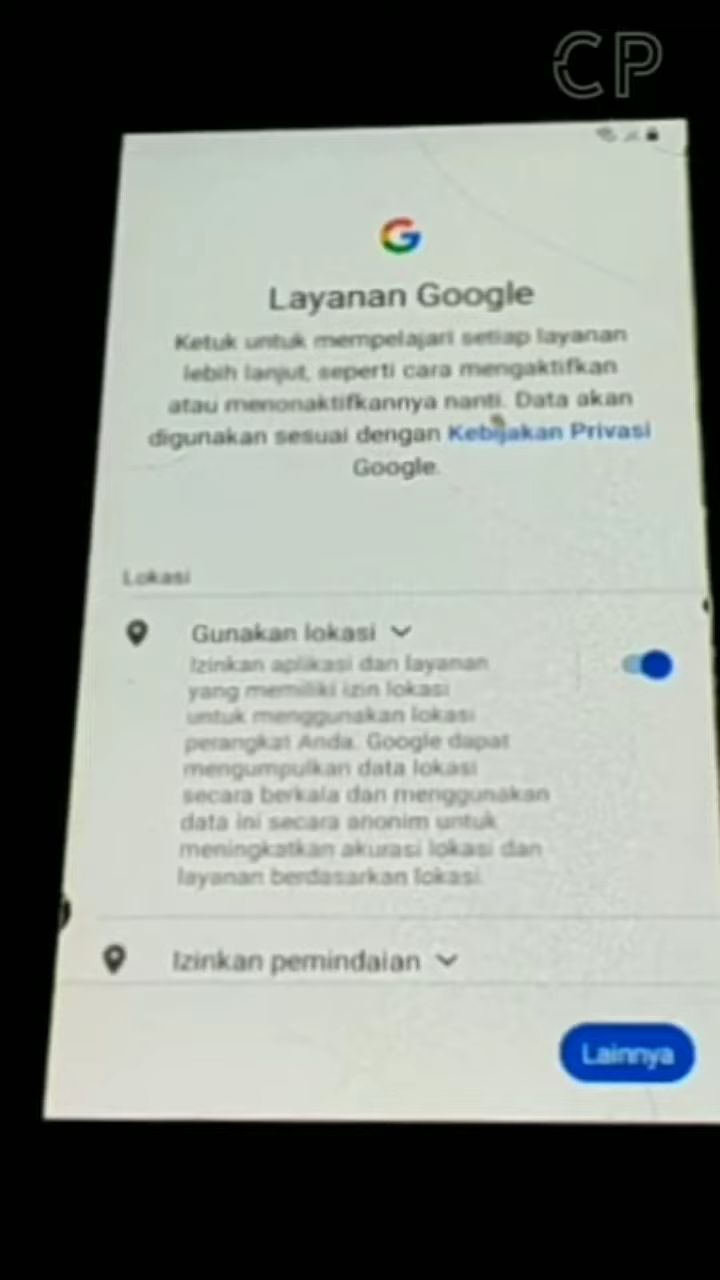 CP
Layanan Google
Ketuk untuk mempelajari setiap layanan
lebih lanjut, seperti cara mengaktifkan
atau menonaktifkannya nanti. Data akan
digunakan sesuai dengan Kebijakan Privasi
Google.
Lokasi
Gunakan lokasi
Izinkan aplikasi dan layanan
yang memiliki izin lokasi
untuk menggunakan lokasi
perangkat Anda. Google dapat
mengumpulkan data lokasi
secara berkala dan menggunakan
data ini secara anonim untuk
meningkatkan akurasi lokasi dan
layanan berdasarkan lokasi.
Izinkan pemindaian
Lainnya